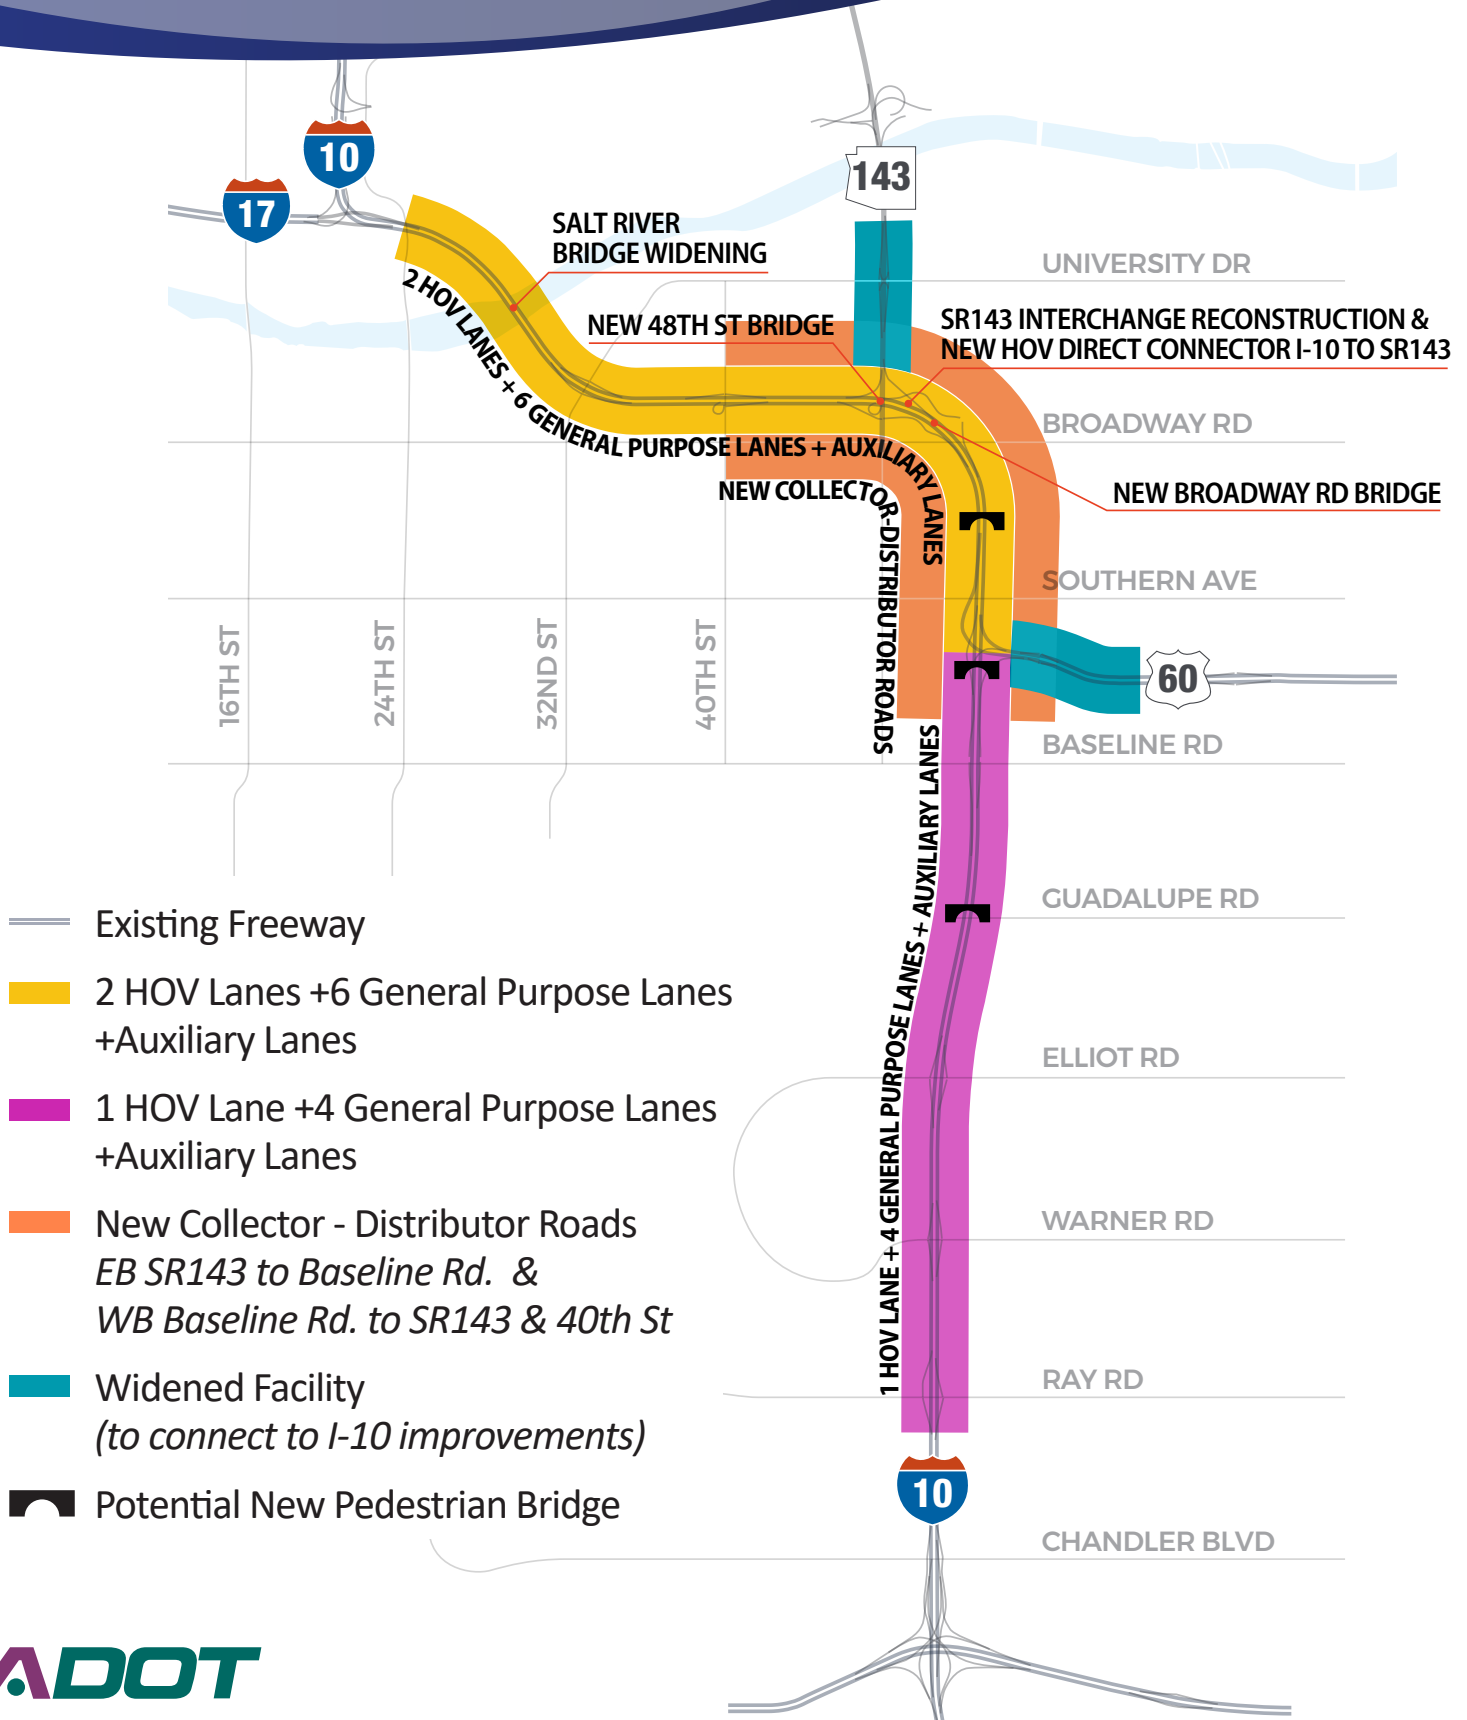 10
17
143
SALT RIVER
BRIDGE WIDENING
UNIVERSITY DR
2 HOV LANES + 6 GENERAL PURPOSE LANES + AUXILIARY LANES
NEW 48TH ST BRIDGE
SR143 INTERCHANGE RECONSTRUCTION &
NEW HOV DIRECT CONNECTOR I-10 TO SR143
BROADWAY RD
NEW COLLECTOR-DISTRIBUTOR ROADS
NEW BROADWAY RD BRIDGE
SOUTHERN AVE
16TH ST
24TH ST
32ND ST
40TH ST
60
BASELINE RD
1 HOV LANE + 4 GENERAL PURPOSE LANES + AUXILIARY LANES
GUADALUPE RD
ELLIOT RD
WARNER RD
RAY RD
10
CHANDLER BLVD
Existing Freeway
2 HOV Lanes +6 General Purpose Lanes
+Auxiliary Lanes
1 HOV Lane +4 General Purpose Lanes
+Auxiliary Lanes
New Collector - Distributor Roads
EB SR143 to Baseline Rd. &
WB Baseline Rd. to SR143 & 40th St
Widened Facility
(to connect to I-10 improvements)
Potential New Pedestrian Bridge
ADOT